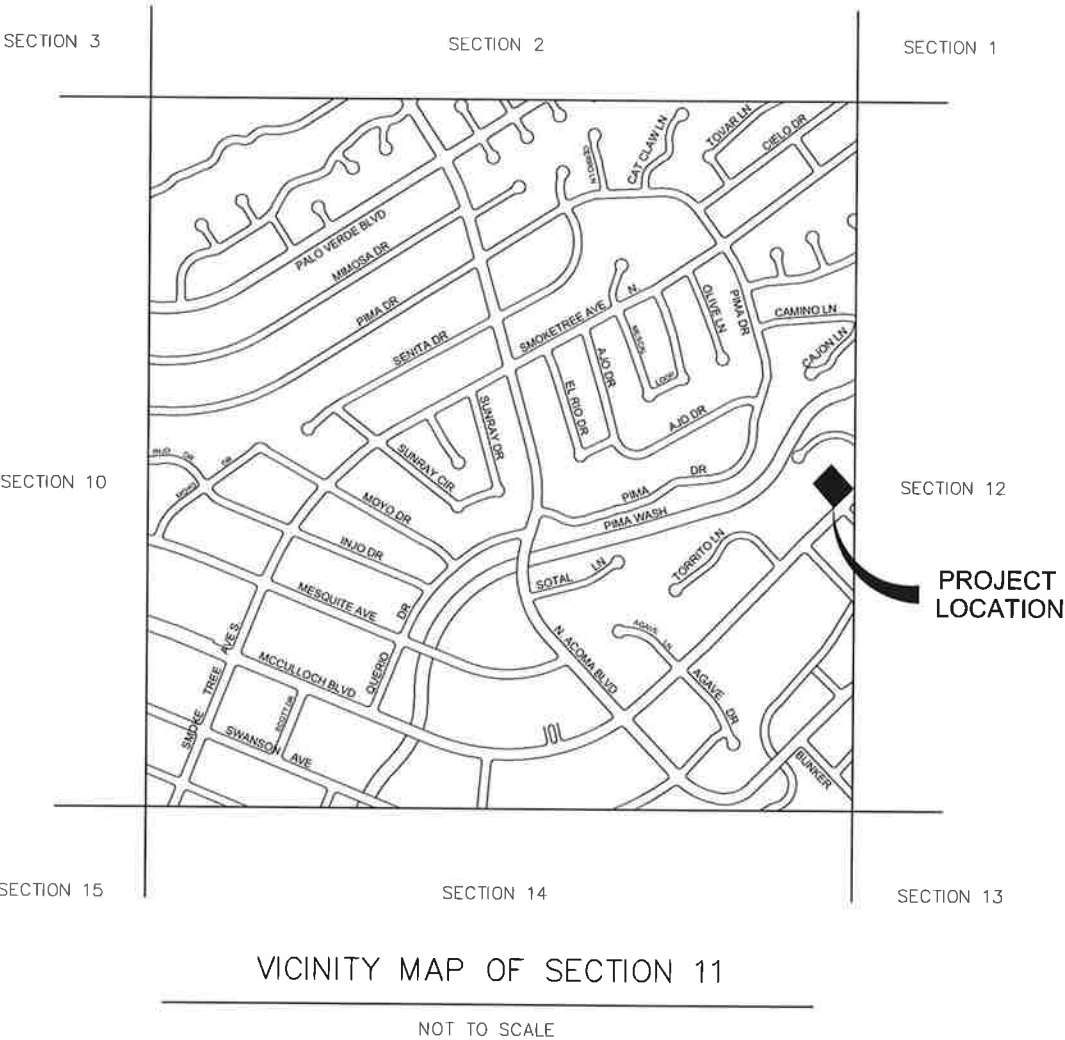 SECTION 3
SECTION 2
SECTION 1
TOVAR LN
CIELO DR
CAT CLAW LN
PALO VERDE BLVD
MIMOSA DR
PIMA DR
SENITA DR
SMOKETREE AVE N.
OLIVE LN
PIMA DR
CAMINO LN
CAJON LN
LOOP
AJO DR
EL RIO DR
AJO DR
SUNRAY DR
SUNRAY CIR
MOYO DR
INJO DR
MESQUITE AVE
PIMA DR
PIMA WASH
SECTION 10
SECTION 12
PROJECT
LOCATION
SOTAL LN
TORRITO LN
AGAVE LN
AGAVE DR
N. ACOMA BLVD
QUERIO DR
MCCULLOCH BLVD
SMOKE TREE AVE S.
SCOTT DR
SWANSON AVE
BUNKER
SECTION 15
SECTION 14
SECTION 13
VICINITY MAP OF SECTION 11
NOT TO SCALE